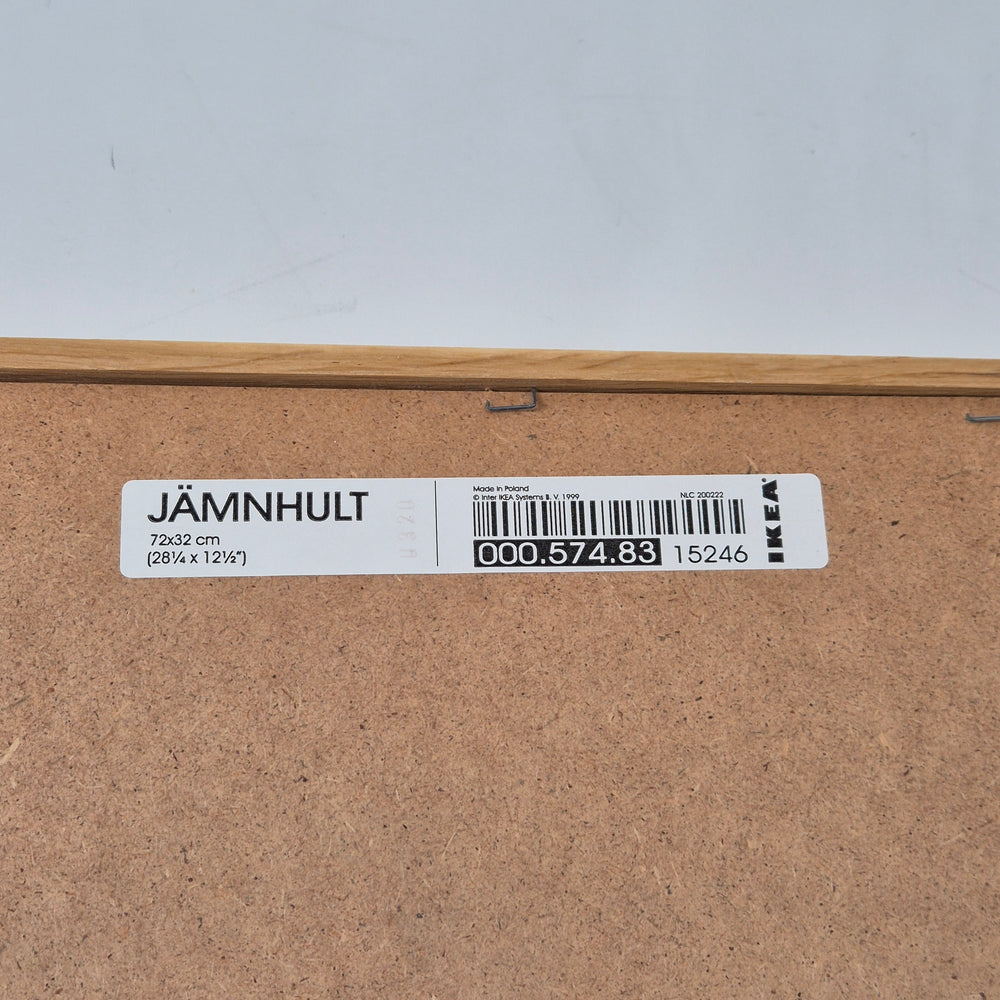 JÄMNHULT
72x32 cm
(28¼ x 12½")
Made in Poland
© Inter IKEA Systems B. V. 1999
NLC 200222
000.574.83 15246
IKEA